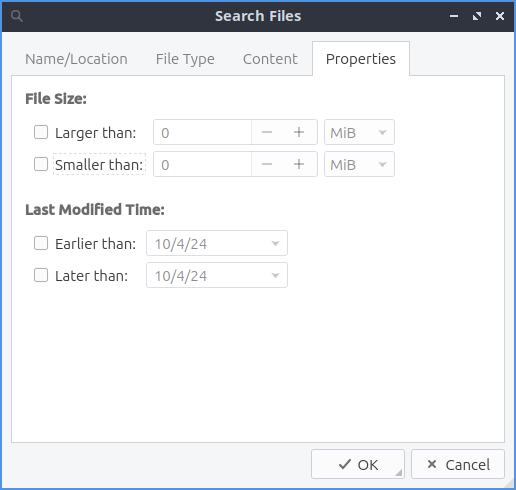 Search Files
Name/Location File Type Content Properties
File Size:
Larger than: 0 MiB
Smaller than: 0 MiB
Last Modified Time:
Earlier than: 10/4/24
Later than: 10/4/24
OK Cancel